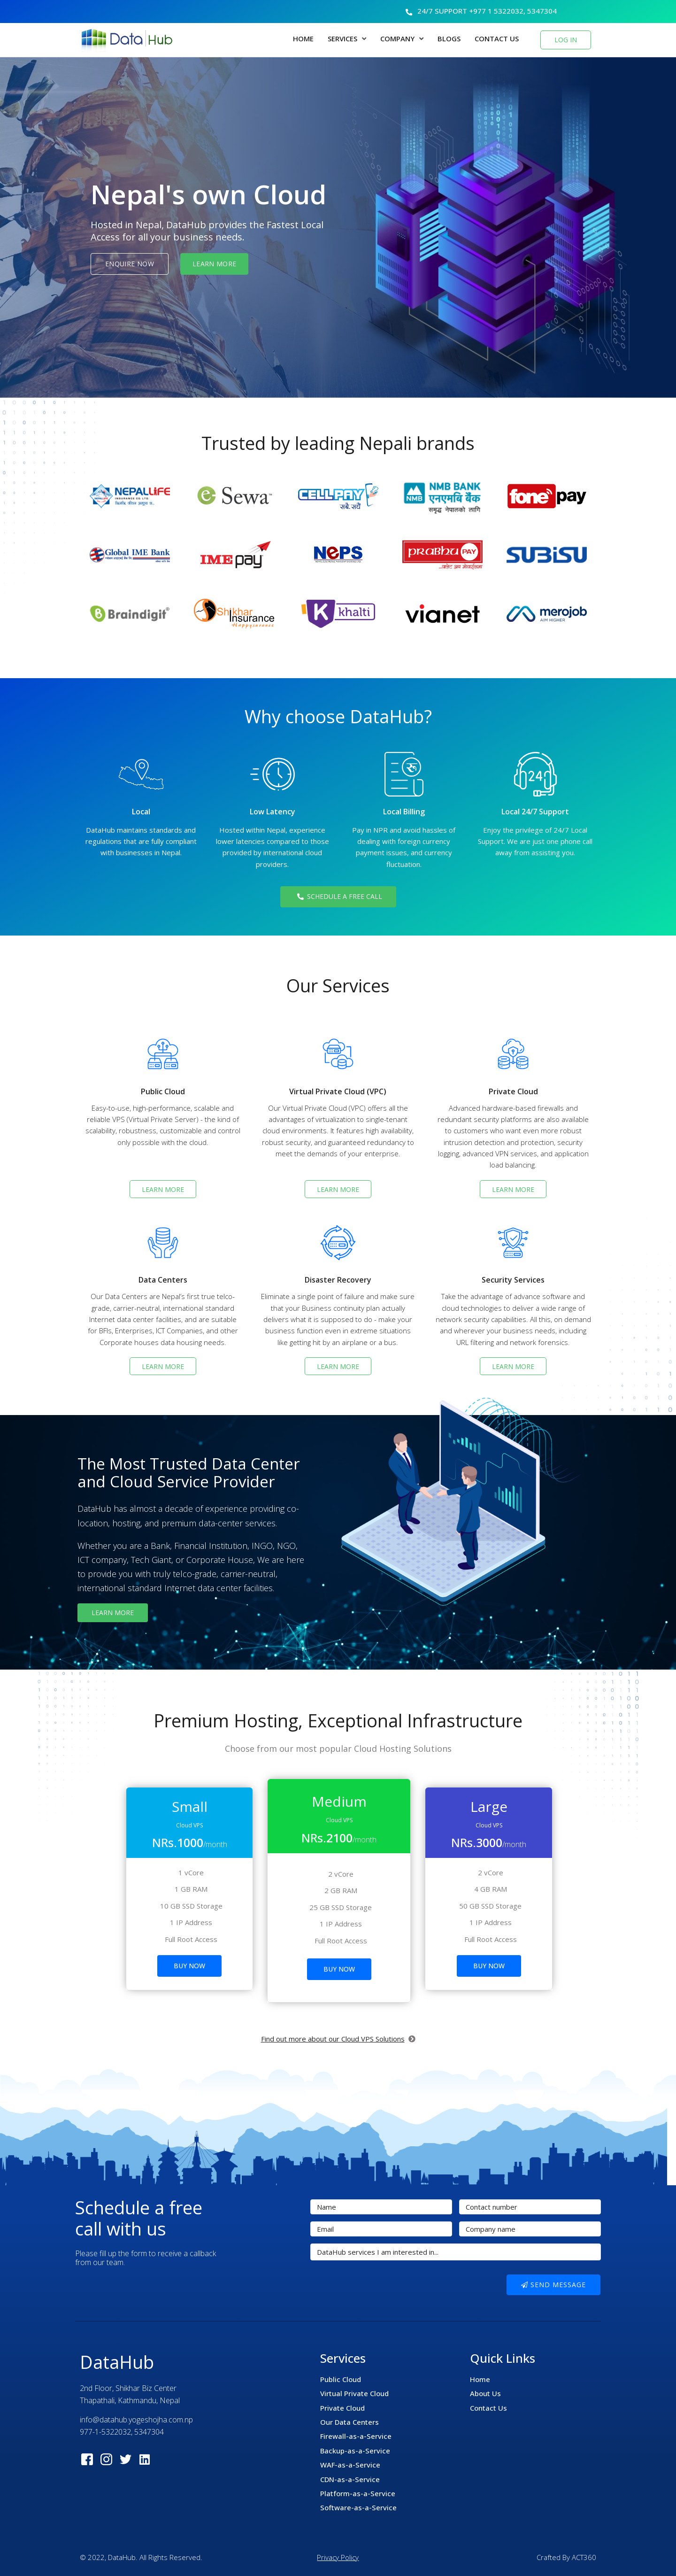 24/7 SUPPORT +977 1 5322032, 5347304
Data Hub
HOME
SERVICES
COMPANY
BLOGS
CONTACT US
LOG IN
Nepal's own Cloud
Hosted in Nepal, DataHub provides the Fastest Local
Access for all your business needs.
ENQUIRE NOW
LEARN MORE
Trusted by leading Nepali brands
NEPAL LIFE
eSewa
CELLPAY
NMB BANK
एनएमबि बैंक
समृद्ध नेपालको लागि
fonepay
Global IME Bank
IME pay
NePS
PRABHU PAY
SUBISU
Braindigit
Shikhar Insurance
khalti
vianet
merojob
AIM HIGHER
Why choose DataHub?
Local
DataHub maintains standards and
regulations that are fully compliant
with businesses in Nepal.
Low Latency
Hosted within Nepal, experience
lower latencies compared to those
provided by international cloud
providers.
Local Billing
Pay in NPR and avoid hassles of
dealing with foreign currency
payment issues, and currency
fluctuation.
24
Local 24/7 Support
Enjoy the privilege of 24/7 Local
Support. We are just one phone call
away from assisting you.
SCHEDULE A FREE CALL
Our Services
Public Cloud
Easy-to-use, high-performance, scalable and
reliable VPS (Virtual Private Server) - the kind of
scalability, robustness, customizable and control
only possible with the cloud.
LEARN MORE
Virtual Private Cloud (VPC)
Our Virtual Private Cloud (VPC) offers all the
advantages of virtualization to single-tenant
cloud environments. It features high availability,
robust security, and guaranteed redundancy to
meet the demands of your enterprise.
LEARN MORE
Private Cloud
Advanced hardware-based firewalls and
redundant security platforms are also available
to customers who want even more robust
intrusion detection and protection, security
logging, advanced VPN services, and application
load balancing.
LEARN MORE
Data Centers
Our Data Centers are Nepal's first true telco-
grade, carrier-neutral, international standard
Internet data center facilities, and are suitable
for BFIs, Enterprises, ICT Companies, and other
Corporate houses data housing needs.
LEARN MORE
Disaster Recovery
Eliminate a single point of failure and make sure
that your Business continuity plan actually
delivers what it is supposed to do - make your
business function even in extreme situations
like getting hit by an airplane or a bus.
LEARN MORE
Security Services
Take the advantage of advance software and
cloud technologies to deliver a wide range of
network security capabilities. All this, on demand
and wherever your business needs, including
URL filtering and network forensics.
LEARN MORE
The Most Trusted Data Center
and Cloud Service Provider
DataHub has almost a decade of experience providing co-
location, hosting, and premium data-center services.
Whether you are a Bank, Financial Institution, INGO, NGO,
ICT company, Tech Giant, or Corporate House, We are here
to provide you with truly telco-grade, carrier-neutral,
international standard Internet data center facilities.
LEARN MORE
Premium Hosting, Exceptional Infrastructure
Choose from our most popular Cloud Hosting Solutions
Small
Cloud VPS
NRs.1000/month
1 vCore
1 GB RAM
10 GB SSD Storage
1 IP Address
Full Root Access
BUY NOW
Medium
Cloud VPS
NRs.2100/month
2 vCore
2 GB RAM
25 GB SSD Storage
1 IP Address
Full Root Access
BUY NOW
Large
Cloud VPS
NRs.3000/month
2 vCore
4 GB RAM
50 GB SSD Storage
1 IP Address
Full Root Access
BUY NOW
Find out more about our Cloud VPS Solutions
Schedule a free
call with us
Please fill up the form to receive a callback
from our team.
Name
Contact number
Email
Company name
DataHub services I am interested in...
SEND MESSAGE
DataHub
2nd Floor, Shikhar Biz Center
Thapathali, Kathmandu, Nepal
info@datahub.yogeshojha.com.np
977-1-5322032, 5347304
Services
Public Cloud
Virtual Private Cloud
Private Cloud
Our Data Centers
Firewall-as-a-Service
Backup-as-a-Service
WAF-as-a-Service
CDN-as-a-Service
Platform-as-a-Service
Software-as-a-Service
Quick Links
Home
About Us
Contact Us
© 2022, DataHub. All Rights Reserved.
Privacy Policy
Crafted By ACT360